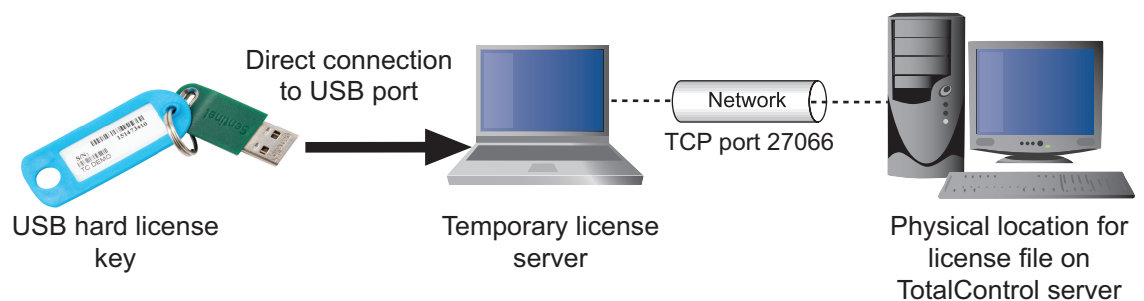 Direct connection
to USB port
Network
TCP port 27066
Sentinel
S/N:
TC DEMO
USB hard license
key
Temporary license
server
Physical location for
license file on
TotalControl server